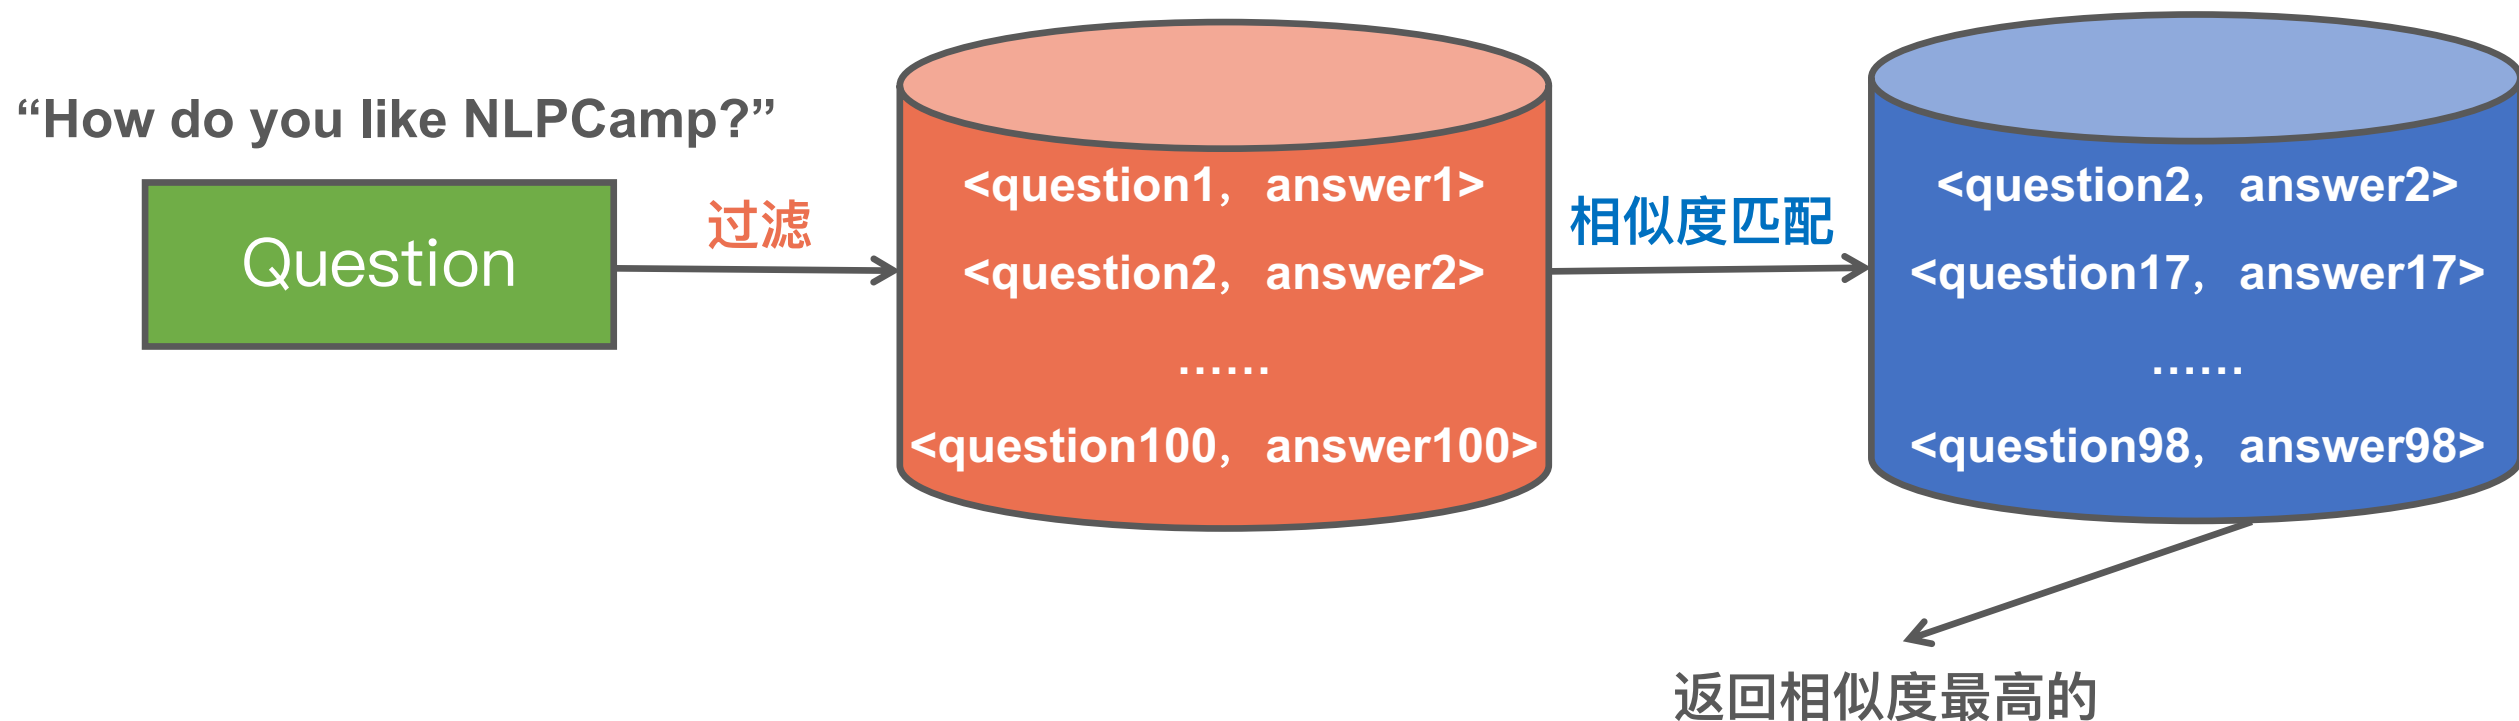 “How do you like NLPCamp?”
Question
过滤
<question1, answer1>
<question2, answer2>
……
<question100, answer100>
相似度匹配
<question2, answer2>
<question17, answer17>
……
<question98, answer98>
返回相似度最高的